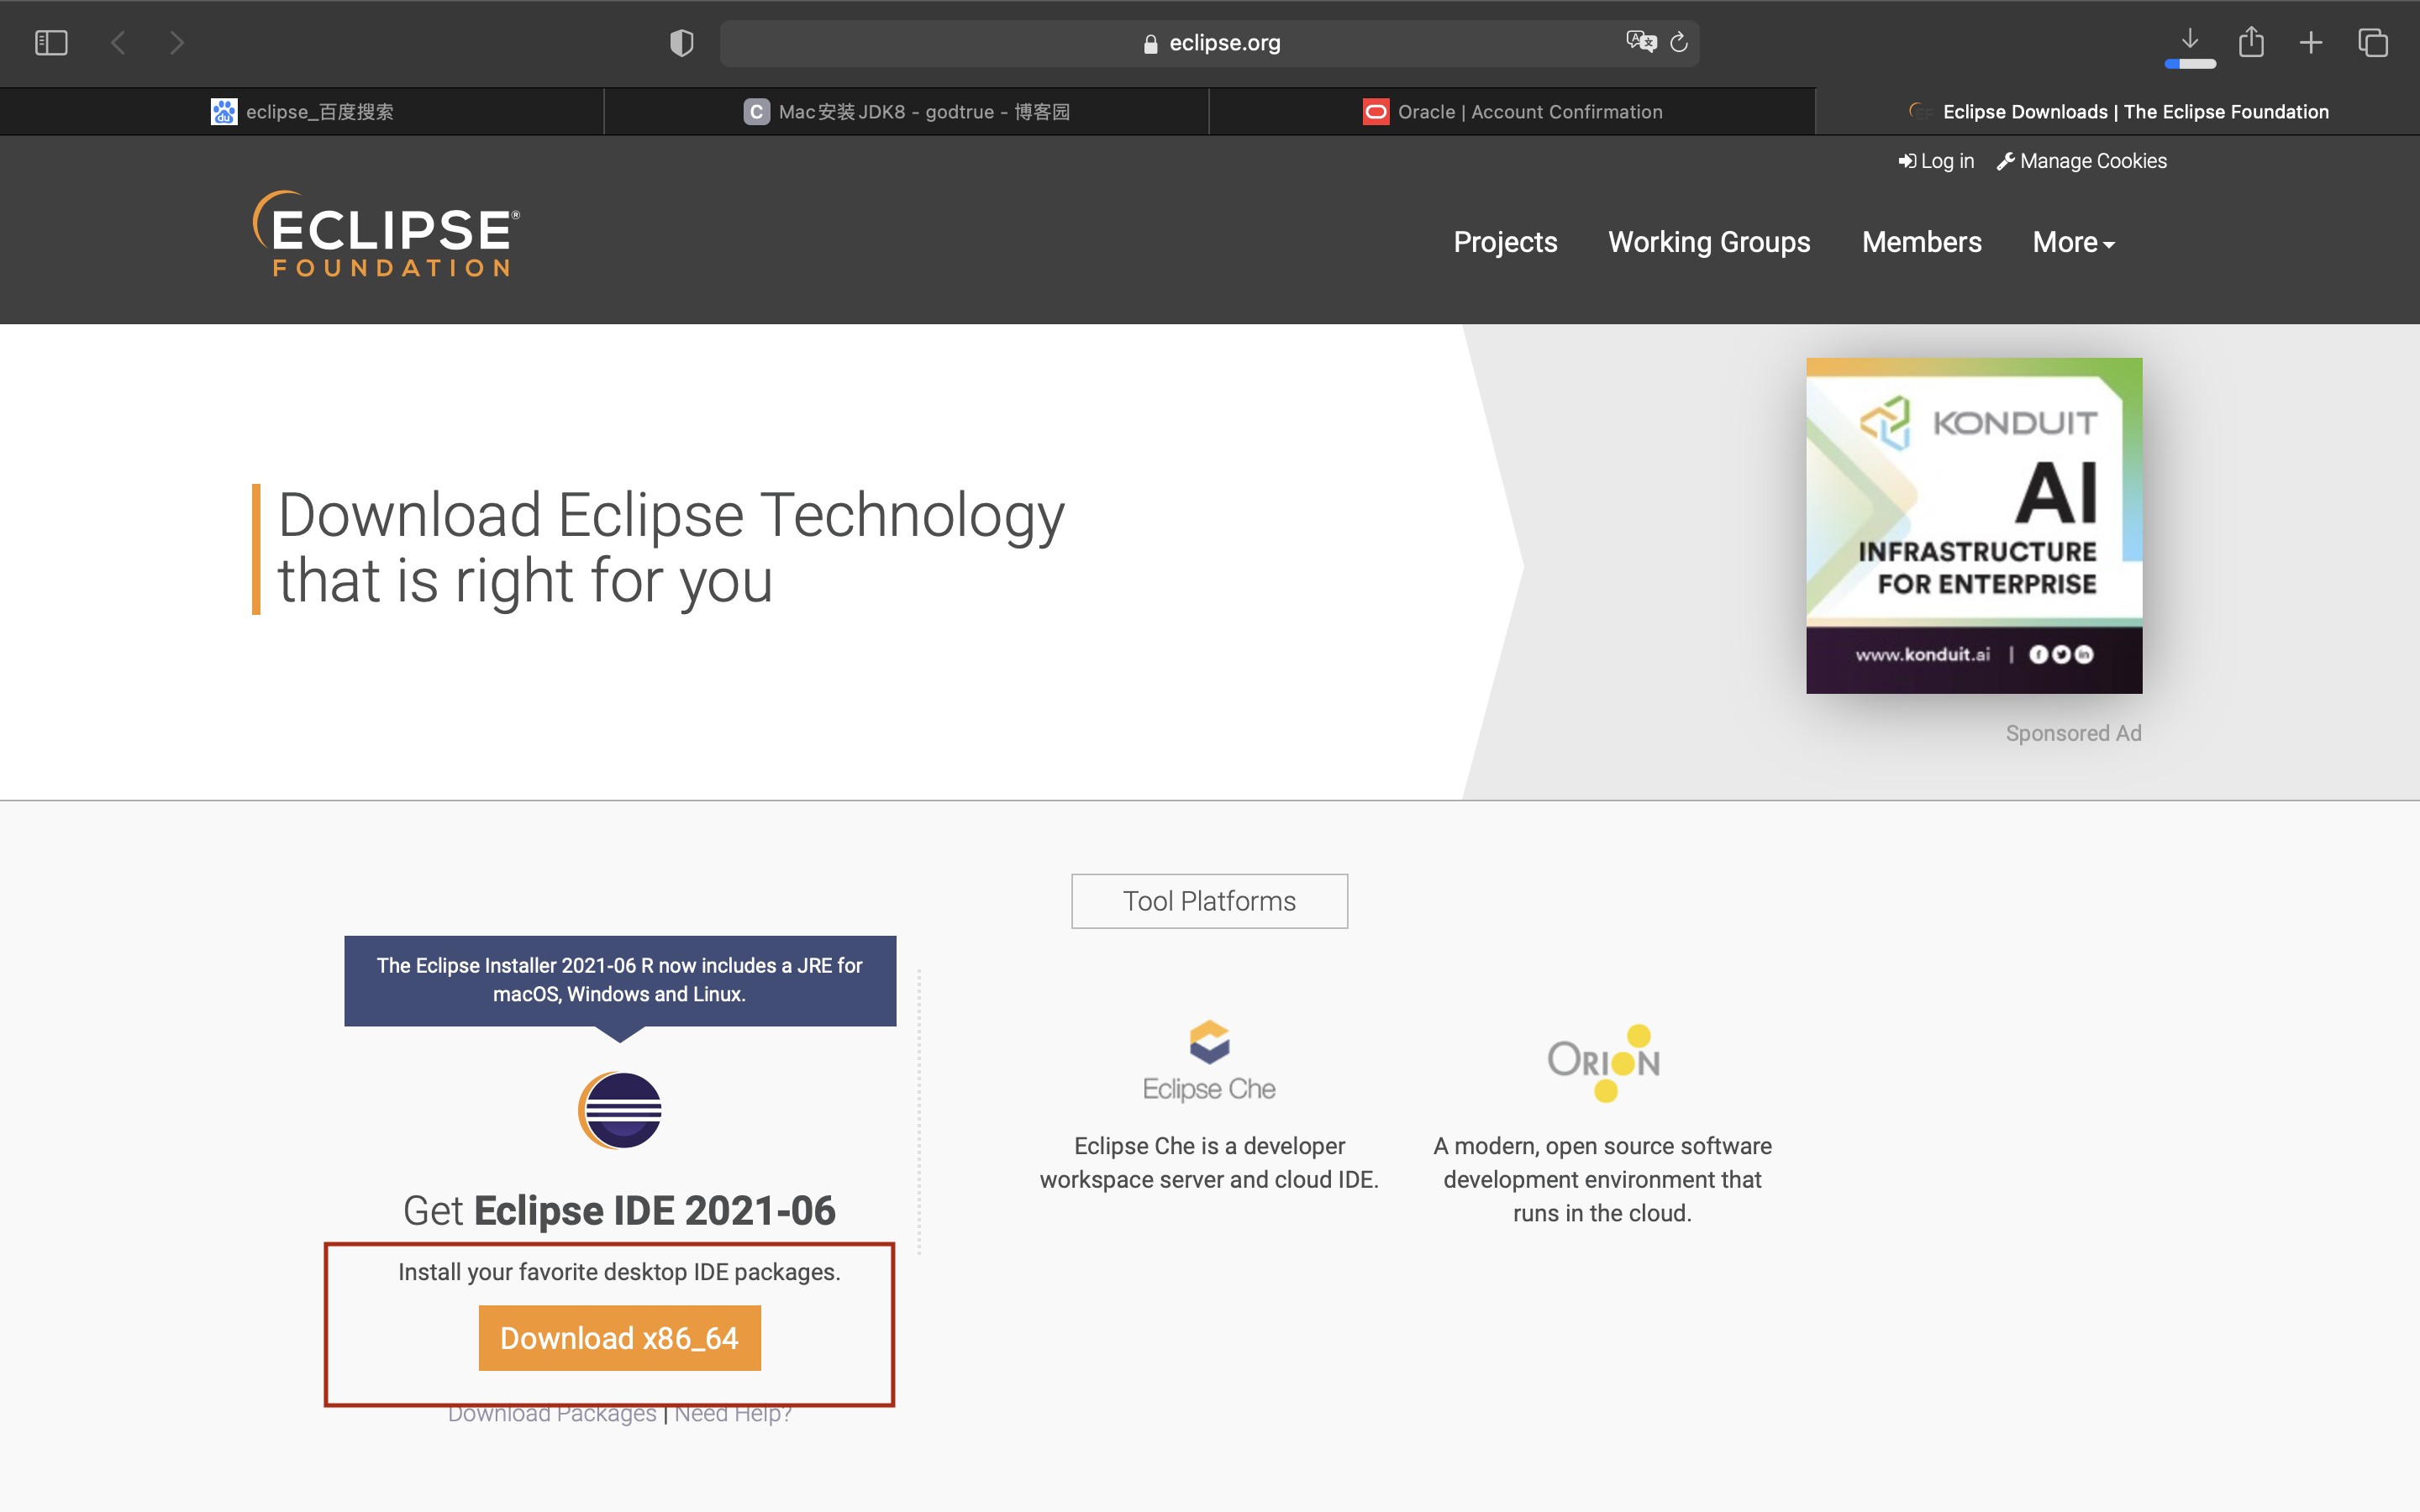 eclipse.org
eclipse_百度搜索
C Mac安装JDK8 - godtrue - 博客园
Oracle | Account Confirmation
Eclipse Downloads | The Eclipse Foundation
Log in Manage Cookies
ECLIPSE®
FOUNDATION
Projects Working Groups Members More
Download Eclipse Technology
that is right for you
KONDUIT
AI
INFRASTRUCTURE
FOR ENTERPRISE
www.konduit.ai |
Sponsored Ad
Tool Platforms
The Eclipse Installer 2021-06 R now includes a JRE for
macOS, Windows and Linux.
Get Eclipse IDE 2021-06
Install your favorite desktop IDE packages.
Download x86_64
Download Packages | Need Help?
Eclipse Che
Eclipse Che is a developer
workspace server and cloud IDE.
ORION
A modern, open source software
development environment that
runs in the cloud.